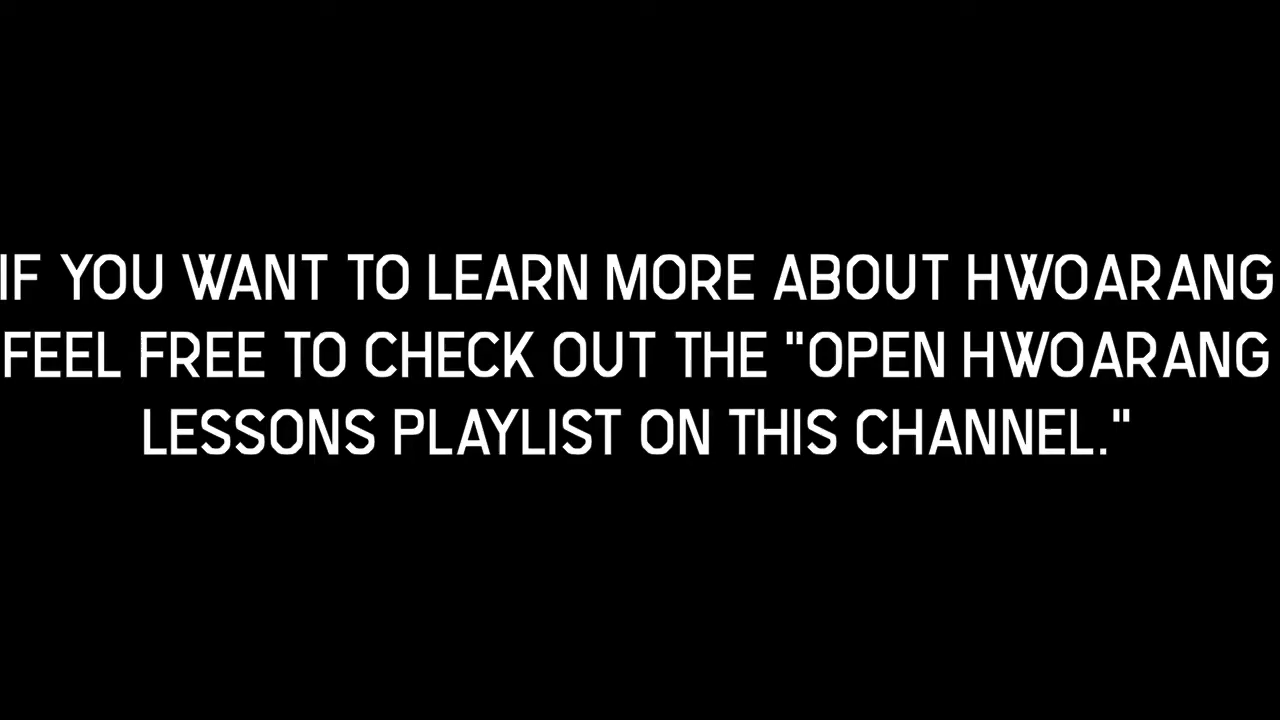 IF YOU WANT TO LEARN MORE ABOUT HWOARANG
FEEL FREE TO CHECK OUT THE "OPEN HWOARANG
LESSONS PLAYLIST ON THIS CHANNEL."